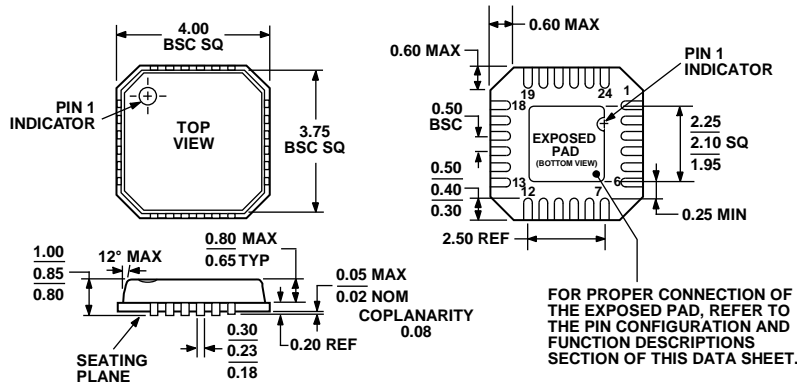 4.00
BSC SQ
PIN 1
INDICATOR
TOP
VIEW
3.75
BSC SQ
0.60 MAX
0.60 MAX
PIN 1
INDICATOR
19
24
1
18
0.50
BSC
EXPOSED
PAD
(BOTTOM VIEW)
2.25
2.10 SQ
1.95
0.50
0.40
0.30
13
12
7
6
0.25 MIN
2.50 REF
1.00
0.85
0.80
12° MAX
0.80 MAX
0.65 TYP
0.05 MAX
0.02 NOM
COPLANARITY
0.08
0.30
0.23
0.18
0.20 REF
SEATING
PLANE
FOR PROPER CONNECTION OF
THE EXPOSED PAD, REFER TO
THE PIN CONFIGURATION AND
FUNCTION DESCRIPTIONS
SECTION OF THIS DATA SHEET.